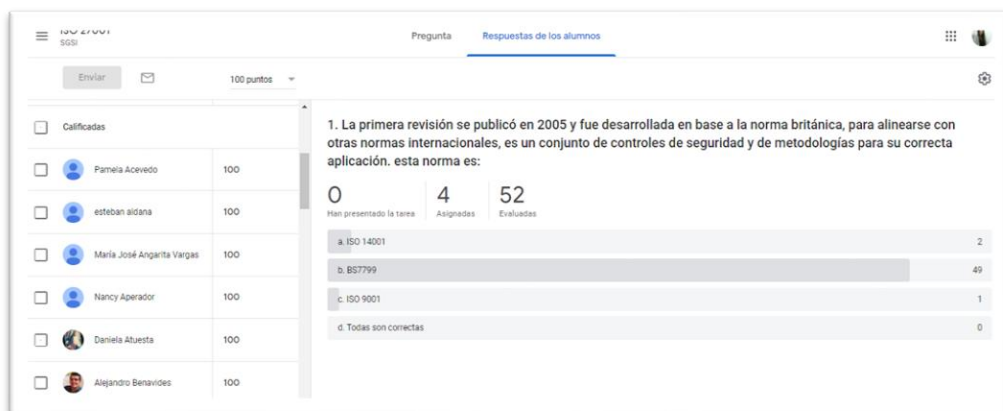 ISO 27001
SGSI
Pregunta
Respuestas de los alumnos
Enviar
100 puntos
Calificadas
Pamela Acevedo 100
esteban aldana 100
María José Angarita Vargas 100
Nancy Aperador 100
Daniela Atuesta 100
Alejandro Benavides 100
1. La primera revisión se publicó en 2005 y fue desarrollada en base a la norma británica, para alinearse con
otras normas internacionales, es un conjunto de controles de seguridad y de metodologías para su correcta
aplicación. esta norma es:
0 4 52
Han presentado la tarea Asignadas Evaluadas
a. ISO 14001 2
b. BS7799 49
c. ISO 9001 1
d. Todas son correctas 0